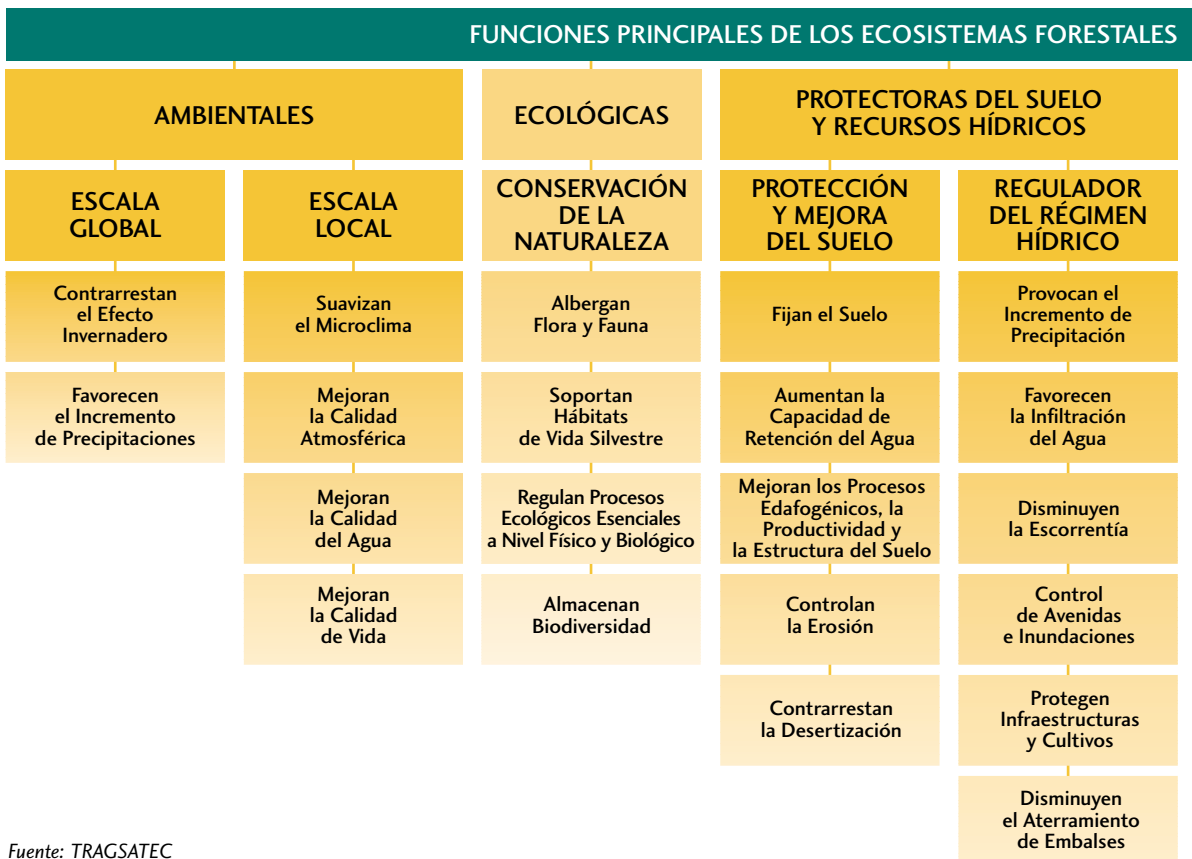 FUNCIONES PRINCIPALES DE LOS ECOSISTEMAS FORESTALES
AMBIENTALES
ESCALA
GLOBAL
Contrarrestan
el Efecto
Invernadero
Favorecen
el Incremento
de Precipitaciones
ESCALA
LOCAL
Suavizan
el Microclima
Mejoran
la Calidad
Atmosférica
Mejoran
la Calidad
del Agua
Mejoran
la Calidad
de Vida
ECOLÓGICAS
CONSERVACIÓN
DE LA
NATURALEZA
Albergan
Flora y Fauna
Soportan
Hábitats
de Vida Silvestre
Regulan Procesos
Ecológicos Esenciales
a Nivel Físico y Biológico
Almacenan
Biodiversidad
PROTECTORAS DEL SUELO
Y RECURSOS HÍDRICOS
PROTECCIÓN
Y MEJORA
DEL SUELO
Fijan el Suelo
Aumentan la
Capacidad de
Retención del Agua
Mejoran los Procesos
Edafogénicos, la
Productividad y
la Estructura del Suelo
Controlan
la Erosión
Contrarrestan
la Desertización
REGULADOR
DEL RÉGIMEN
HÍDRICO
Provocan el
Incremento de
Precipitación
Favorecen
la Infiltración
del Agua
Disminuyen
la Escorrentía
Control
de Avenidas
e Inundaciones
Protegen
Infraestructuras
y Cultivos
Disminuyen
el Aterramiento
de Embalses
Fuente: TRAGSATEC